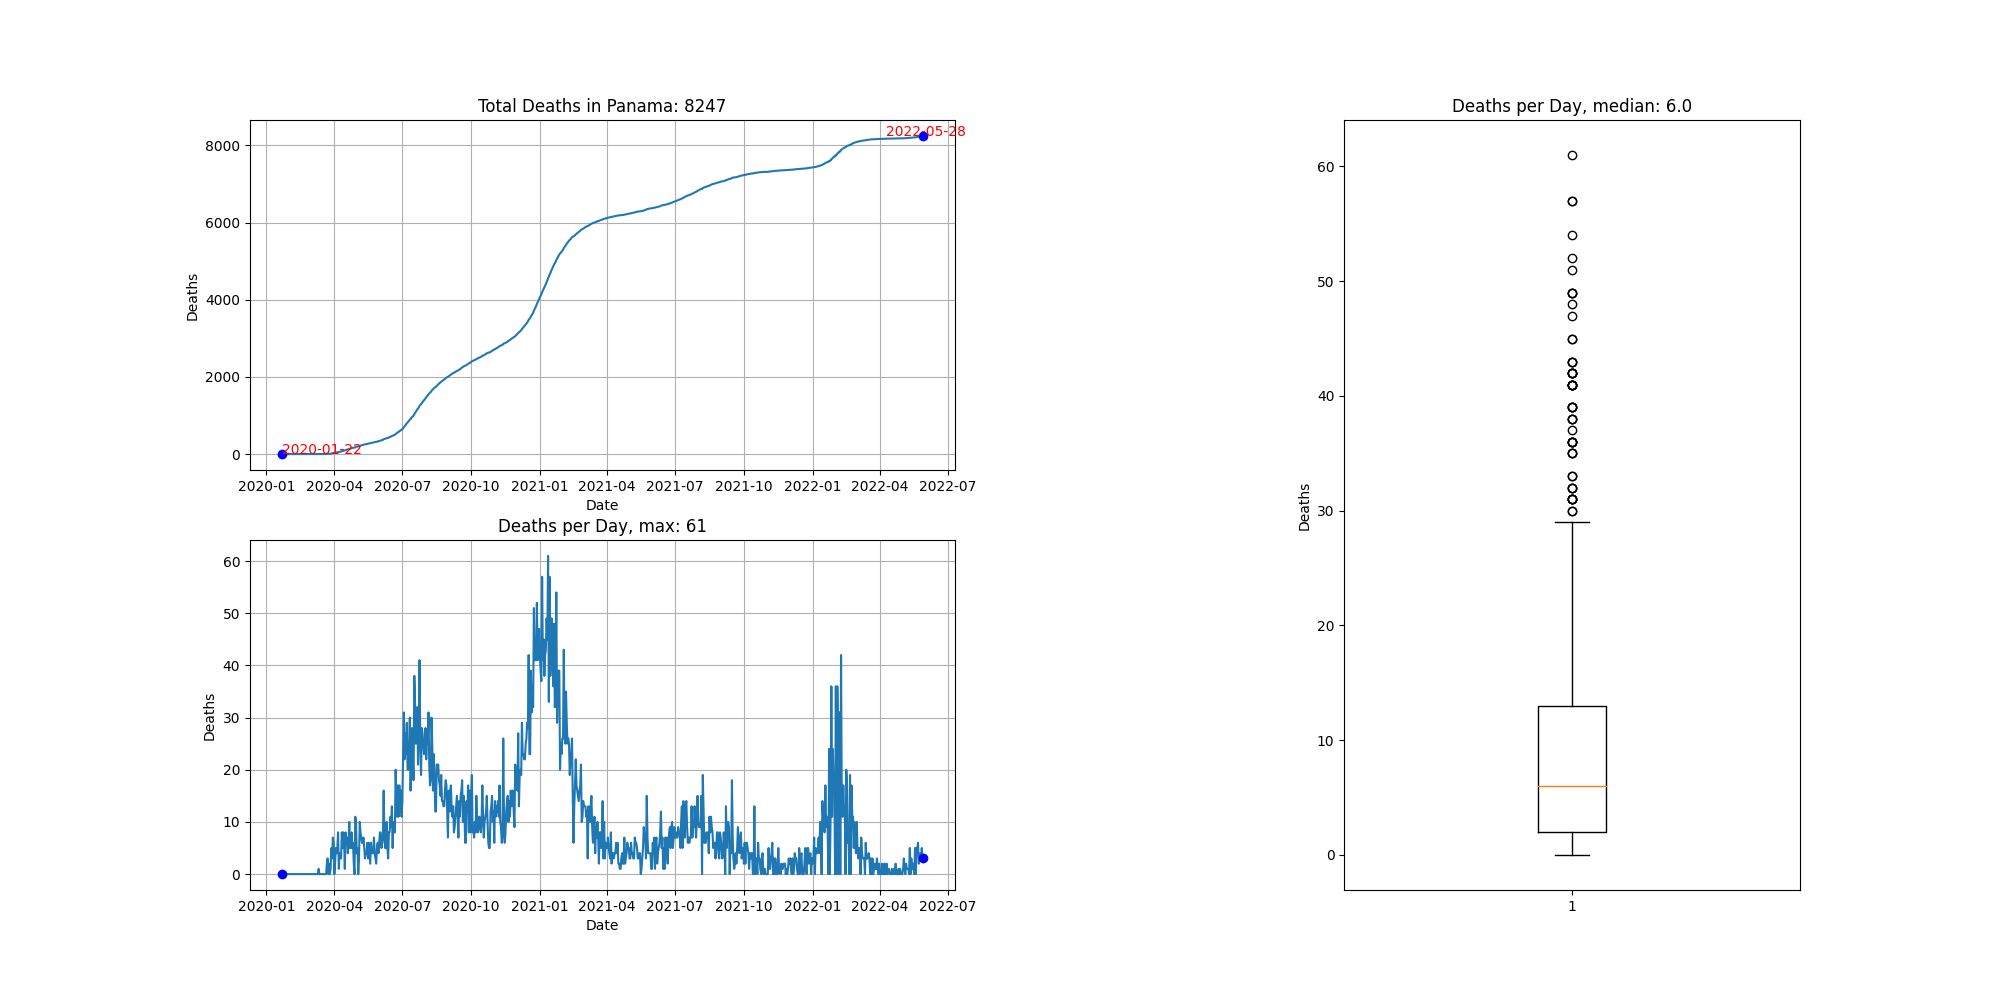 Total Deaths in Panama: 8247
Deaths
8000
6000
4000
2000
0
2020-01-22
2022-05-28
2020-01 2020-04 2020-07 2020-10 2021-01 2021-04 2021-07 2021-10 2022-01 2022-04 2022-07
Date
Deaths per Day, max: 61
Deaths
60
50
40
30
20
10
0
2020-01 2020-04 2020-07 2020-10 2021-01 2021-04 2021-07 2021-10 2022-01 2022-04 2022-07
Date
Deaths per Day, median: 6.0
Deaths
60
50
40
30
20
10
0
1